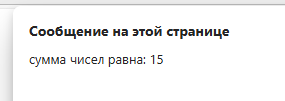 Сообщение на этой странице
сумма чисел равна: 15